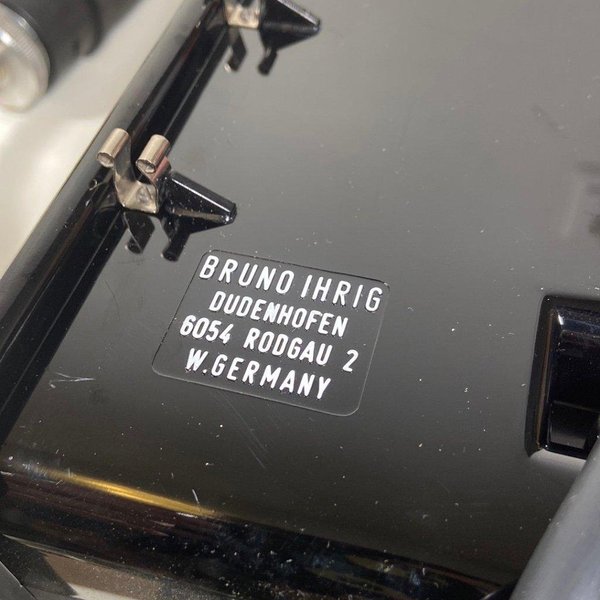 BRUNO IHRIG
DUDENHOFEN
6054 RODGAU 2
W.GERMANY